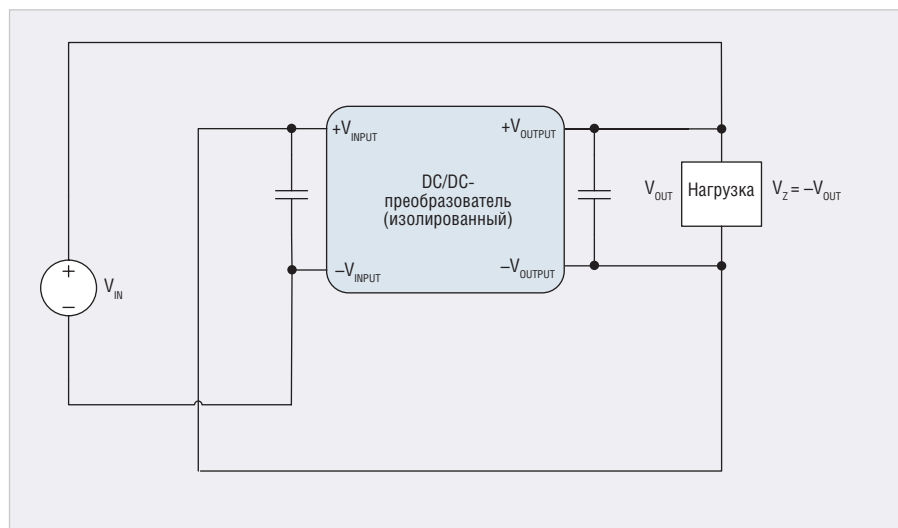 +V_INPUT
+V_OUTPUT
DC/DC-
преобразователь
(изолированный)
V_OUT
Нагрузка
V_Z = –V_OUT
–V_INPUT
–V_OUTPUT
+
–
V_IN